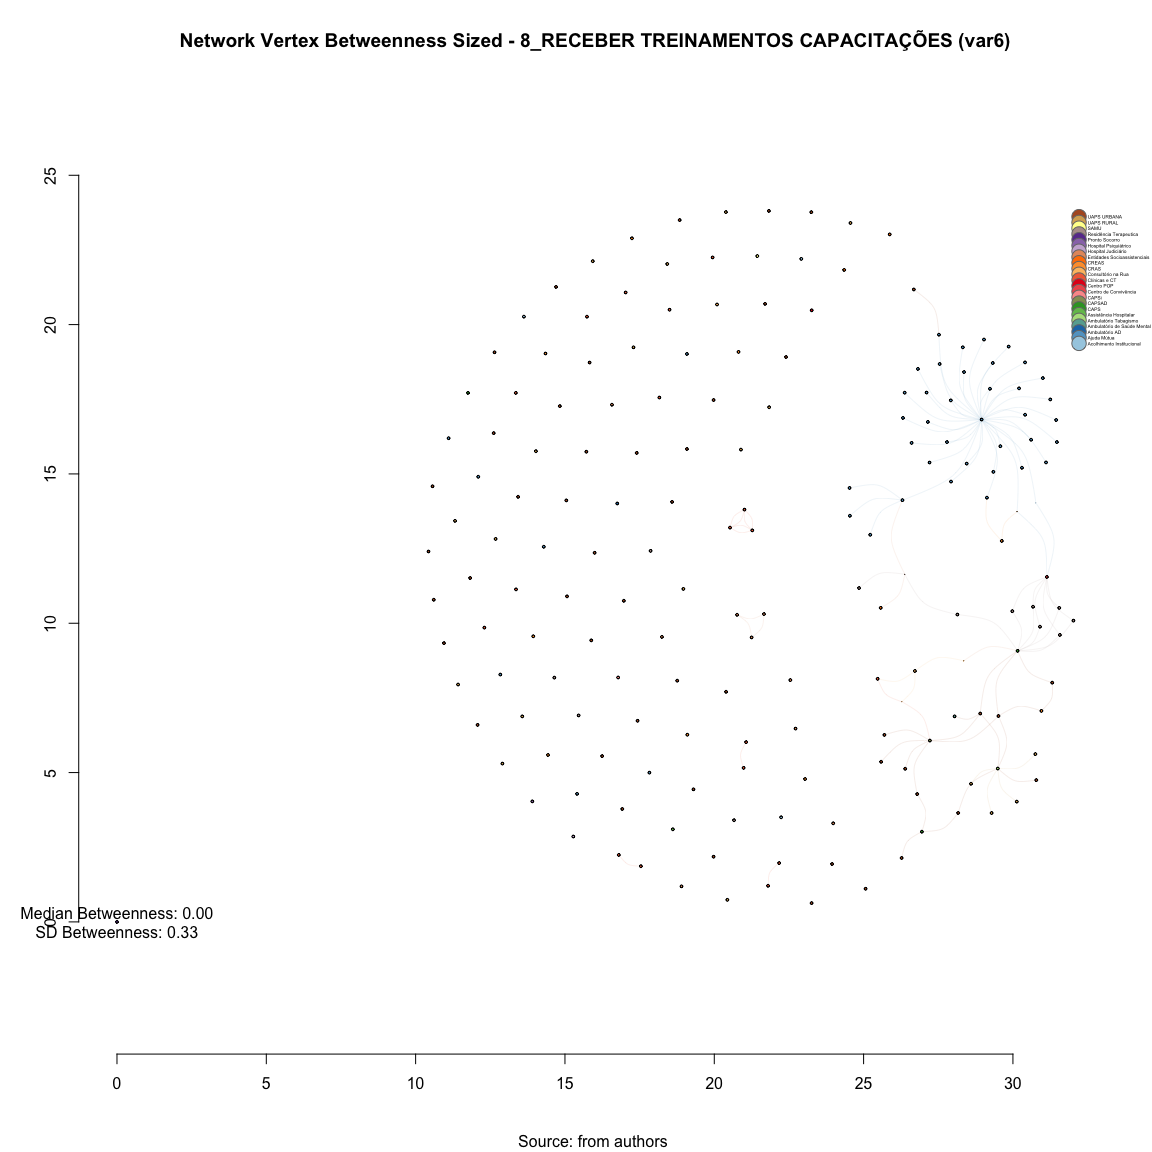 Network Vertex Betweenness Sized - 8_RECEBER TREINAMENTOS CAPACITAÇÕES (var6)
25
20
15
10
5
0
UAPS URBANA
UAPS RURAL
SAMU
Residência Terapeutica
Pronto Socorro
Hospital Psiquiátrico
Hospital Judiciário
Entidades Socioassistenciais
CREAS
CRAS
Consultório na Rua
Clínicas e CT
Centro POP
Centro de Convivência
CAPSi
CAPSAD
CAPS
Assistência Hospitalar
Ambulatório Tabagismo
Ambulatório de Saúde Mental
Ambulatório AD
Ajuda Mútua
Acolhimento Institucional
Median Betweenness: 0.00
SD Betweenness: 0.33
0 5 10 15 20 25 30
Source: from authors